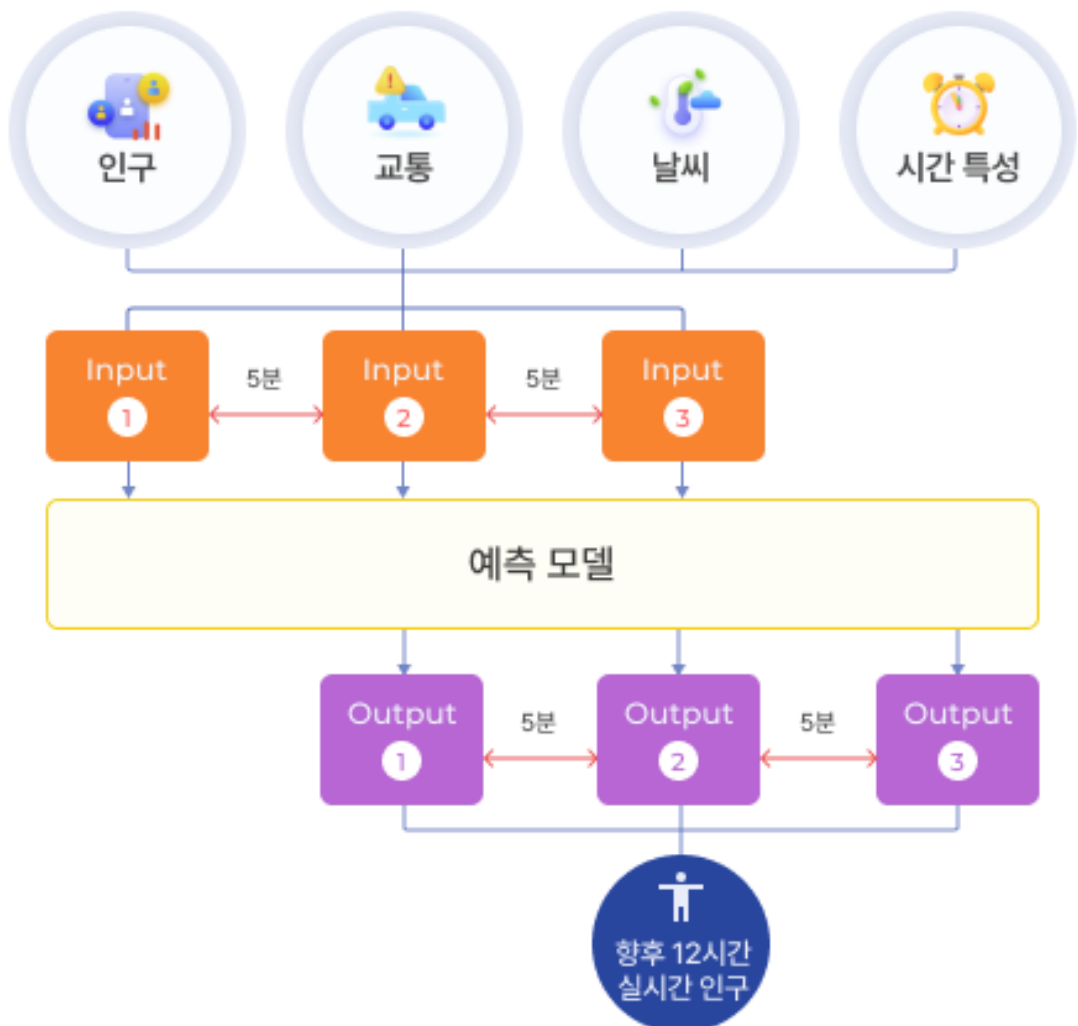 인구
교통
날씨
시간 특성
Input
5분
Input
5분
Input
1
2
3
예측 모델
Output
5분
Output
5분
Output
1
2
3
향후 12시간
실시간 인구